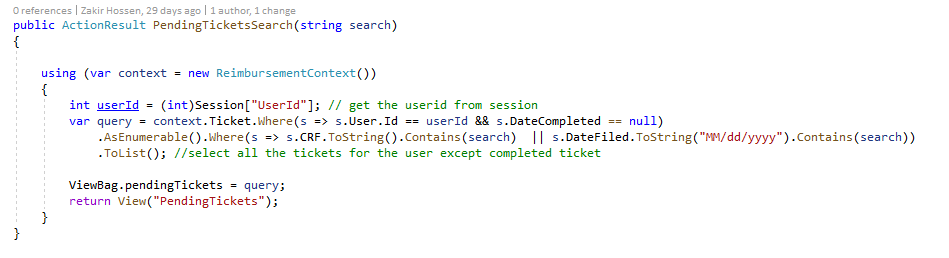 0 references | Zakir Hossen, 29 days ago | 1 author, 1 change
public ActionResult PendingTicketsSearch(string search)
{
using (var context = new ReimbursementContext())
{
int userId = (int)Session["UserId"]; // get the userid from session
var query = context.Ticket.Where(s => s.User.Id == userId && s.DateCompleted == null)
.AsEnumerable().Where(s => s.CRF.ToString().Contains(search)  || s.DateFiled.ToString("MM/dd/yyyy").Contains(search))
.ToList(); //select all the tickets for the user except completed ticket
ViewBag.pendingTickets = query;
return View("PendingTickets");
}
}